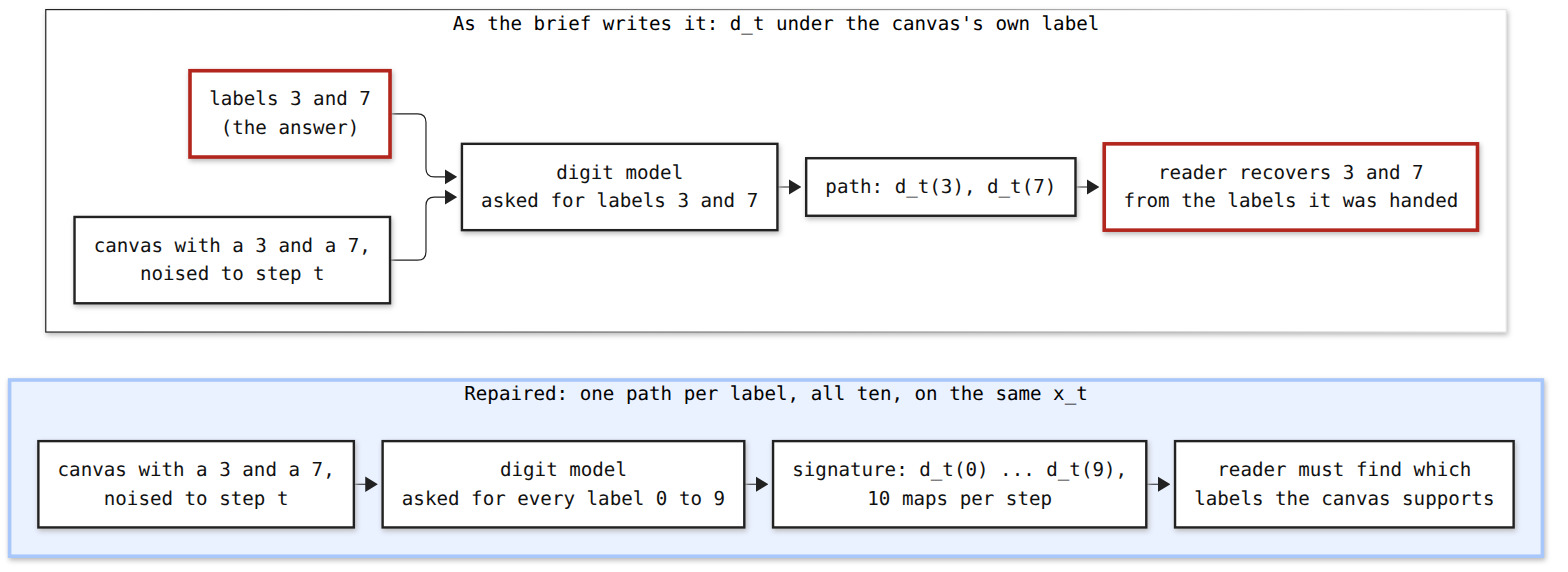 As the brief writes it: d_t under the canvas's own label
labels 3 and 7
(the answer)
canvas with a 3 and a 7,
noised to step t
digit model
asked for labels 3 and 7
path: d_t(3), d_t(7)
reader recovers 3 and 7
from the labels it was handed
Repaired: one path per label, all ten, on the same x_t
canvas with a 3 and a 7,
noised to step t
digit model
asked for every label 0 to 9
signature: d_t(0) ... d_t(9),
10 maps per step
reader must find which
labels the canvas supports